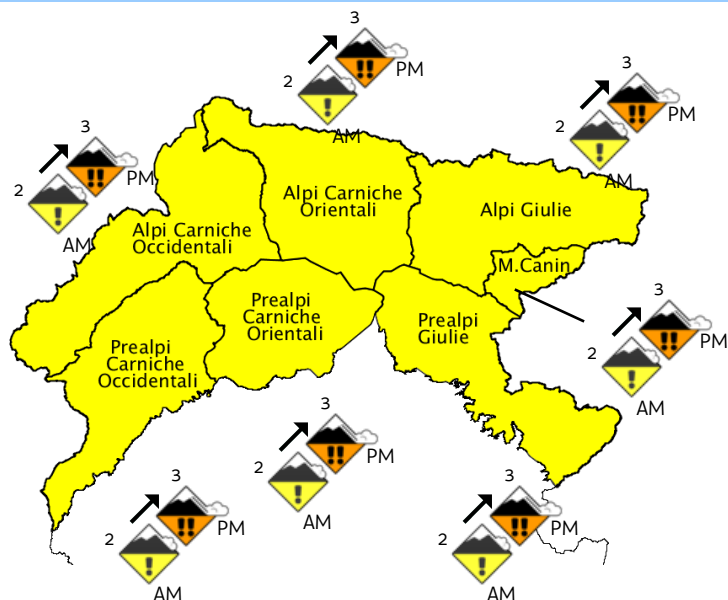 3
2
PM
AM
3
2
PM
AM
3
2
PM
AM
Alpi Carniche
Orientali
Alpi Giulie
Alpi Carniche
Occidentali
M.Canin
Prealpi
Carniche
Orientali
Prealpi
Giulie
Prealpi
Carniche
Occidentali
3
2
PM
AM
3
2
PM
AM
3
2
PM
AM
3
2
PM
AM